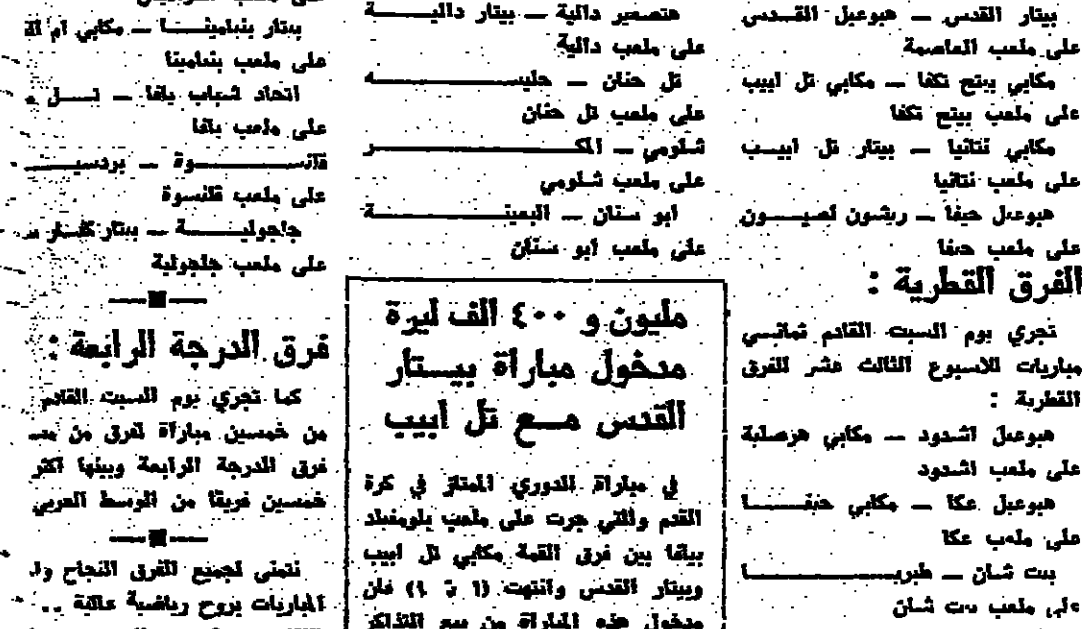 بيتار القدس — هبوعيل القدس
على ملعب العاصمة
مكابي بيتح تكفا — مكابي تل ابيب
على ملعب بيتح تكفا
مكابي نتانيا — بيتار تل ابيب
على ملعب نتانيا
هبوعيل حيفا — ريشون لصيون
على ملعب حيفا
الفرق القطرية :
تجري يوم السبت القادم ثماني
مباريات للاسبوع الثالث عشر للفرق
القطرية :
هبوعيل اشدود — مكابي هرصلية
على ملعب اشدود
هبوعيل عكا — مكابي حيفا
على ملعب عكا
بيت شان — طبريا
على ملعب بيت شان
هتصعير دالية — بيتار دالية
على ملعب دالية
تل حنان — حليسه
على ملعب تل حنان
شلومي — المكر
على ملعب شلومي
ابو سنان — البعينة
على ملعب ابو سنان
مليون و ٤٠٠ الف ليرة
مدخول مباراة بيستار
القدس مع تل ابيب
في مباراة الدوري الممتاز في كرة
القدم والتي جرت على ملعب بلومفيلد
بيافا بين فرق القمة مكابي تل ابيب
وبيتار القدس وانتهت (١ : ١) فان
مدخول هذه المباراة من بيع التذاكر
بيتار بنيامينا — مكابي ام ال
على ملعب بنيامينا
اتحاد شباب يافا — تل
على ملعب يافا
قلنسوة — برديس
على ملعب قلنسوة
جلجولية — بيتار كفار
على ملعب جلجولية
فرق الدرجة الرابعة :
كما تجري يوم السبت القادم
من خمسين مباراة لفرق من
فرق الدرجة الرابعة وبينها اكثر
خمسين فريقا من الوسط العربي
نتمنى لجميع الفرق النجاح
المباريات بروح رياضية عالية ..